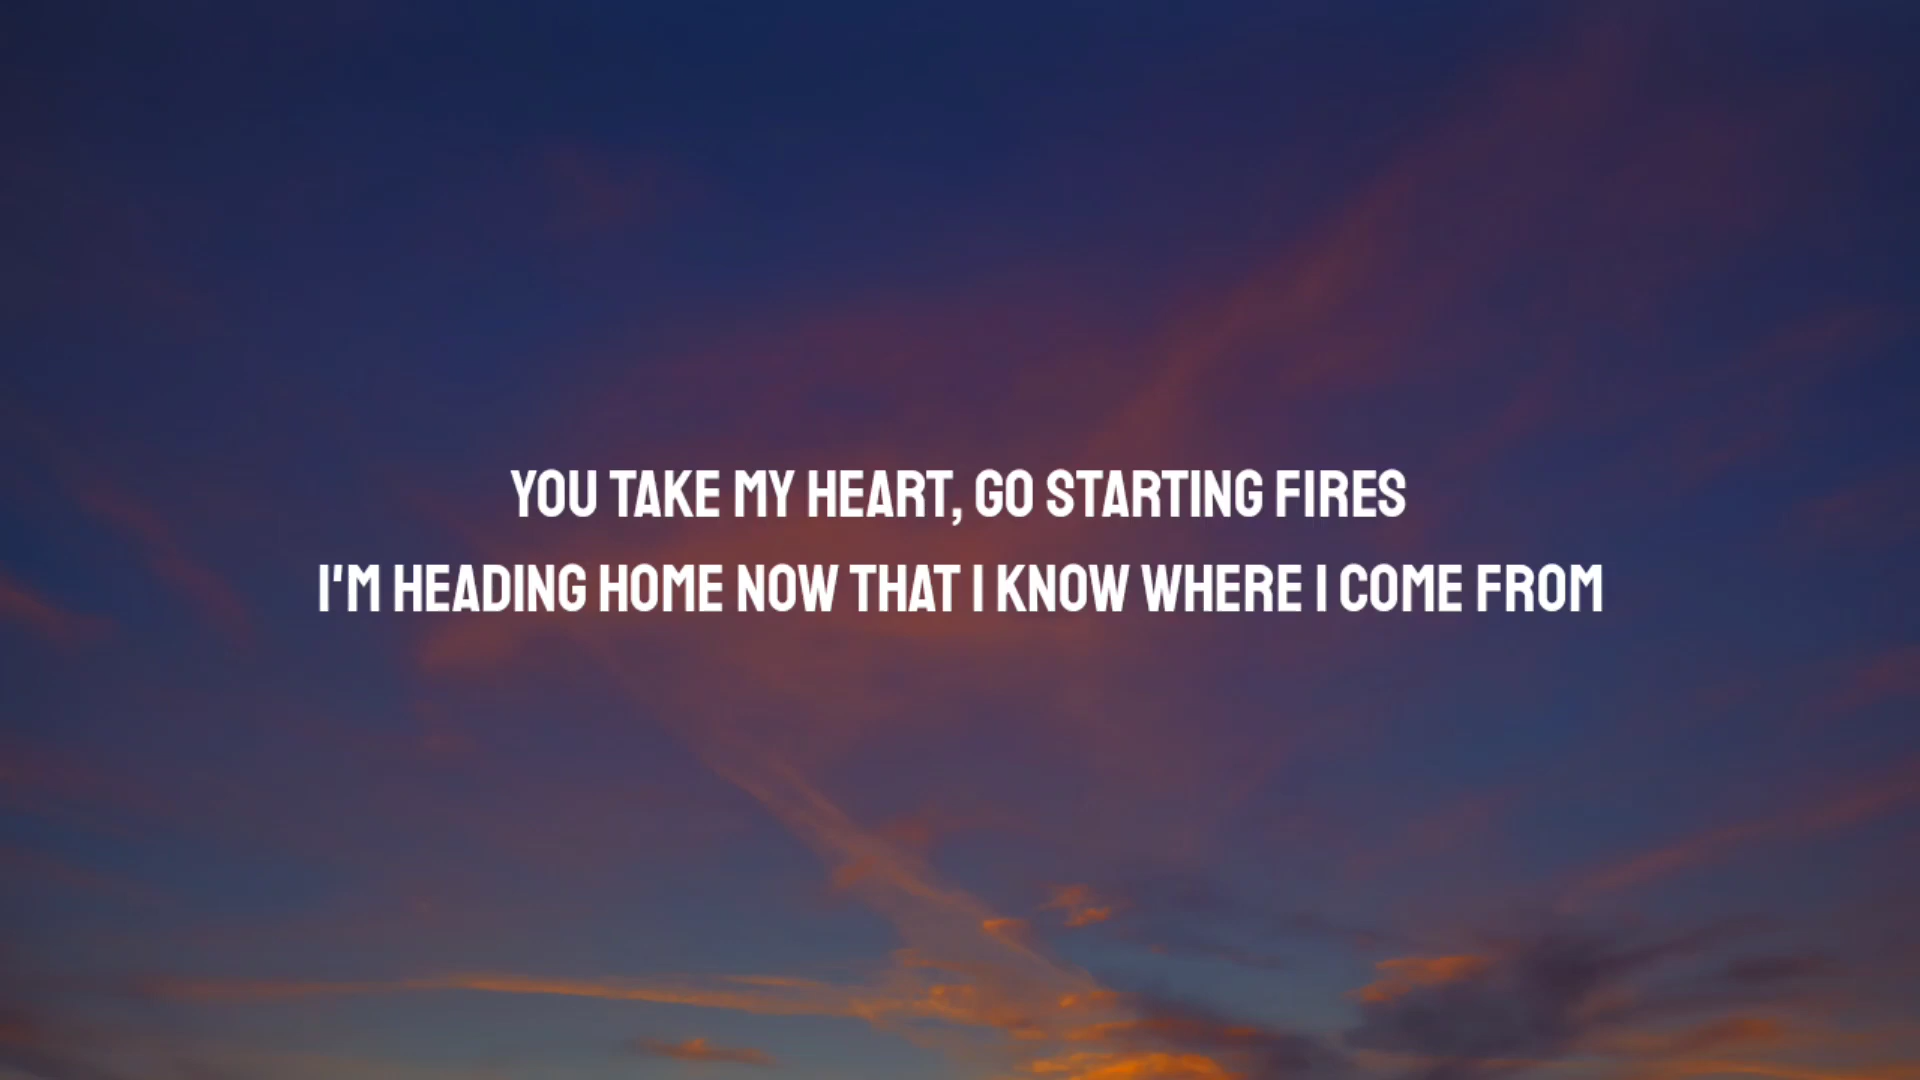 YOU TAKE MY HEART, GO STARTING FIRES
I'M HEADING HOME NOW THAT I KNOW WHERE I COME FROM